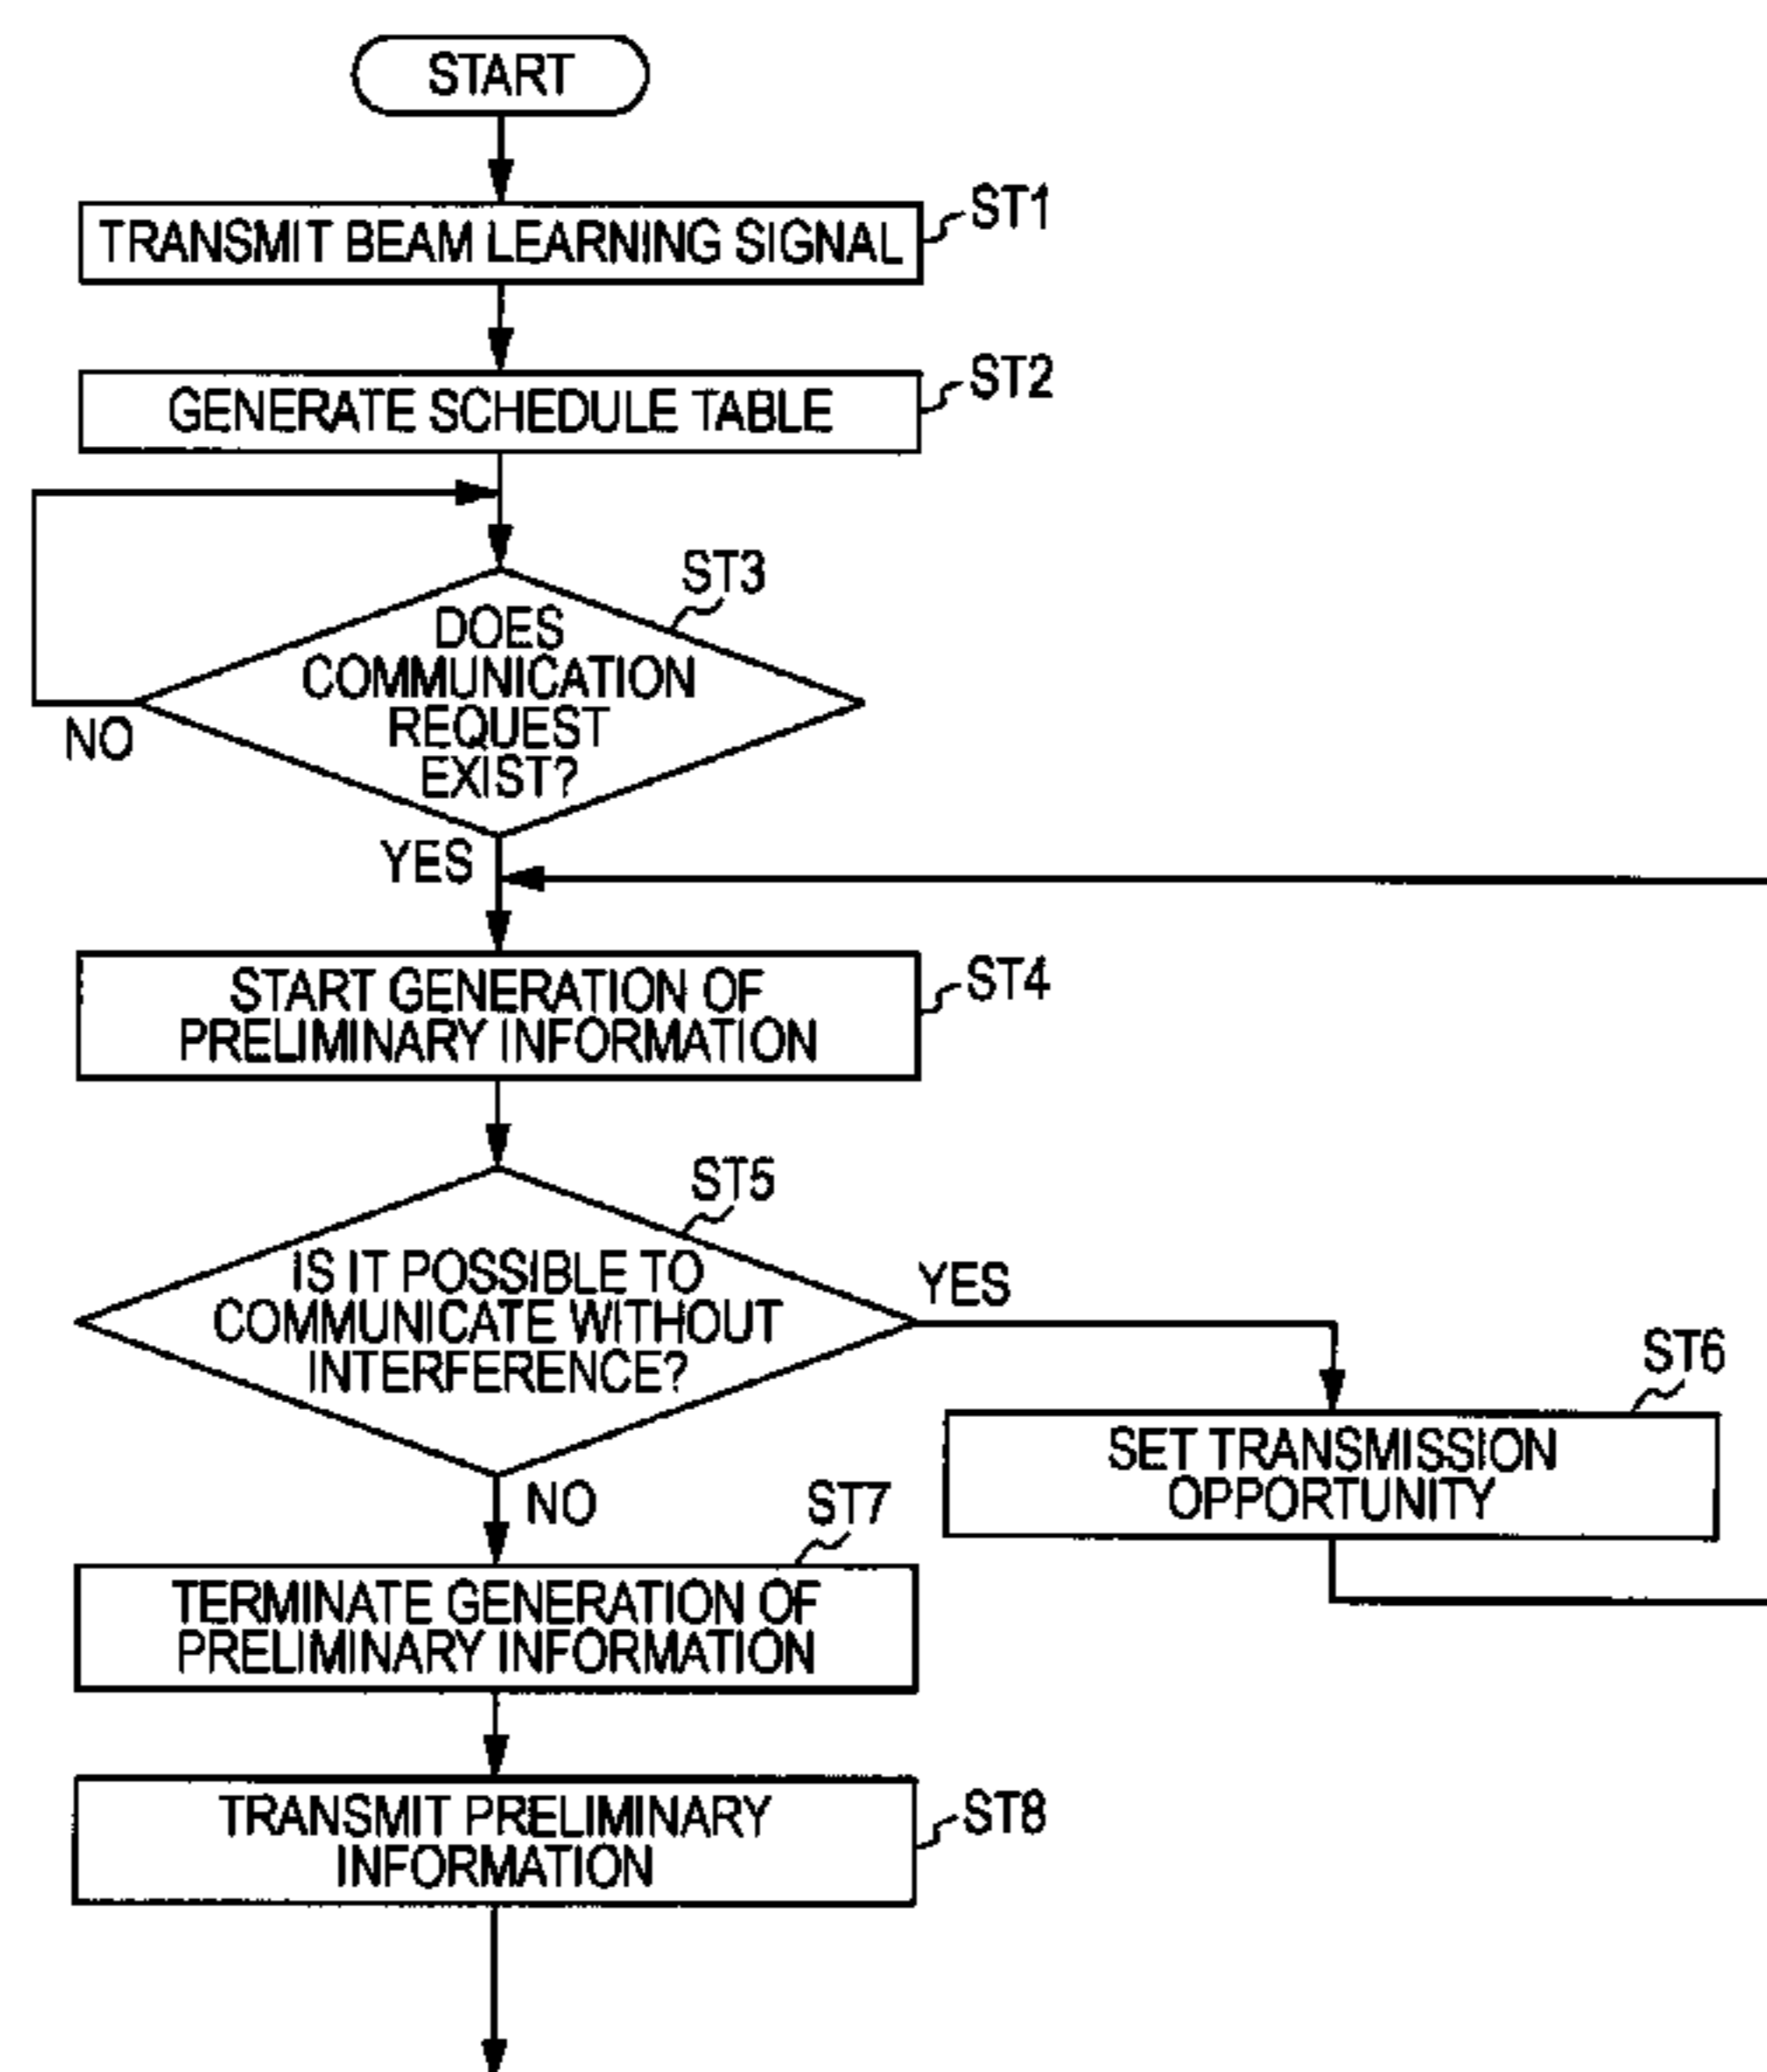 START
TRANSMIT BEAM LEARNING SIGNAL
ST1
GENERATE SCHEDULE TABLE
ST2
ST3
DOES
COMMUNICATION
REQUEST
EXIST?
NO
YES
START GENERATION OF
PRELIMINARY INFORMATION
ST4
ST5
IS IT POSSIBLE TO
COMMUNICATE WITHOUT
INTERFERENCE?
YES
ST6
SET TRANSMISSION
OPPORTUNITY
NO
ST7
TERMINATE GENERATION OF
PRELIMINARY INFORMATION
TRANSMIT PRELIMINARY
INFORMATION
ST8